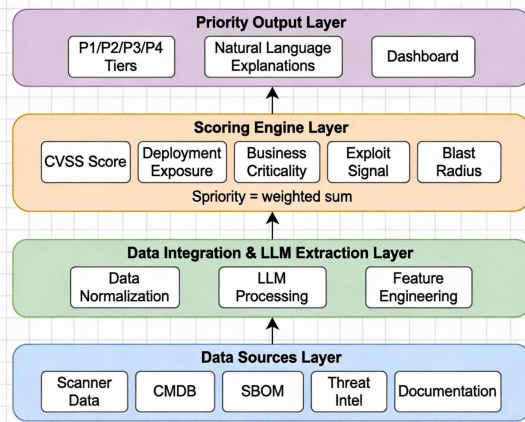 Priority Output Layer
P1/P2/P3/P4
Tiers
Natural Language
Explanations
Dashboard
Scoring Engine Layer
CVSS Score
Deployment
Exposure
Business
Criticality
Exploit
Signal
Blast
Radius
Spriority = weighted sum
Data Integration & LLM Extraction Layer
Data
Normalization
LLM
Processing
Feature
Engineering
Data Sources Layer
Scanner
Data
CMDB
SBOM
Threat
Intel
Documentation